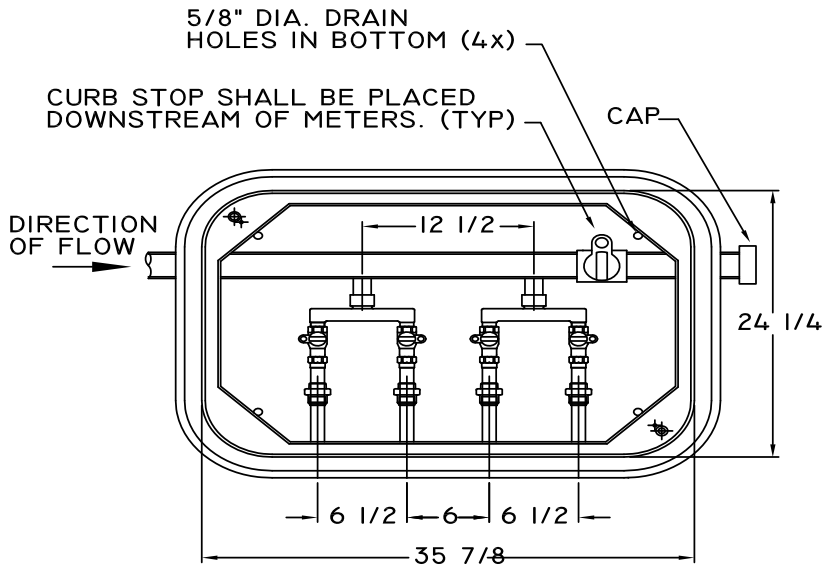 5/8" DIA. DRAIN
HOLES IN BOTTOM (4x)
CURB STOP SHALL BE PLACED
DOWNSTREAM OF METERS. (TYP)
CAP
DIRECTION
OF FLOW
12 1/2
24 1/4
6 1/2
6
6 1/2
35 7/8